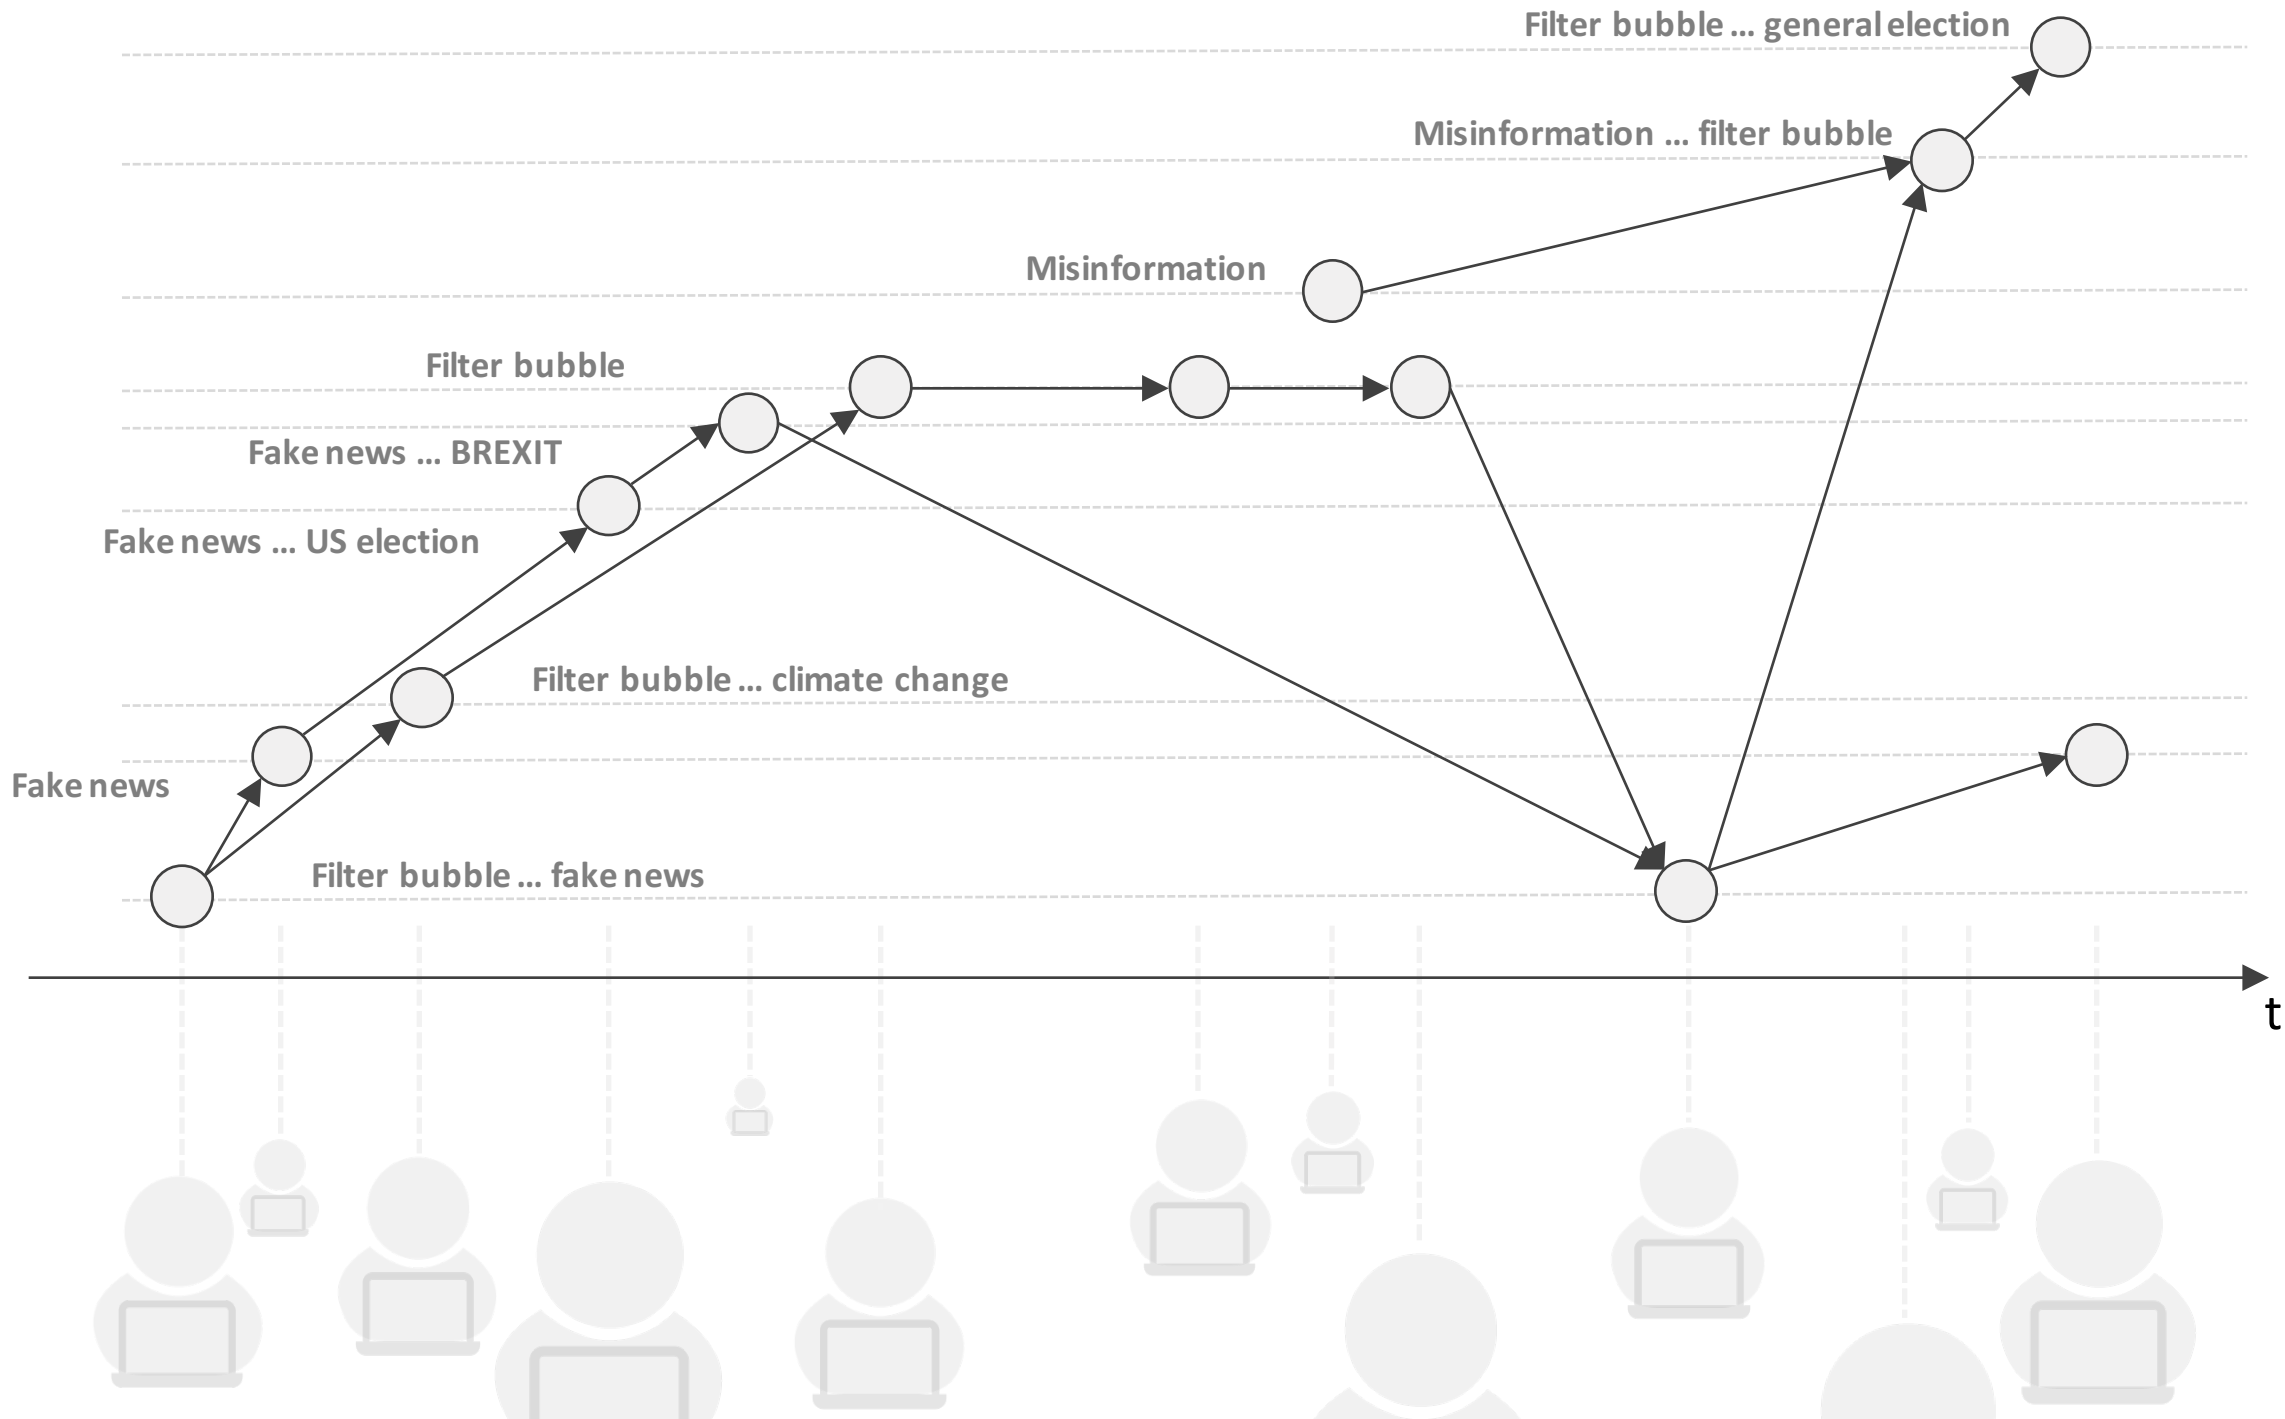 Filter bubble ... general election
Misinformation ... filter bubble
Misinformation
Filter bubble
Fake news ... BREXIT
Fake news ... US election
Filter bubble ... climate change
Fake news
Filter bubble ... fake news
t